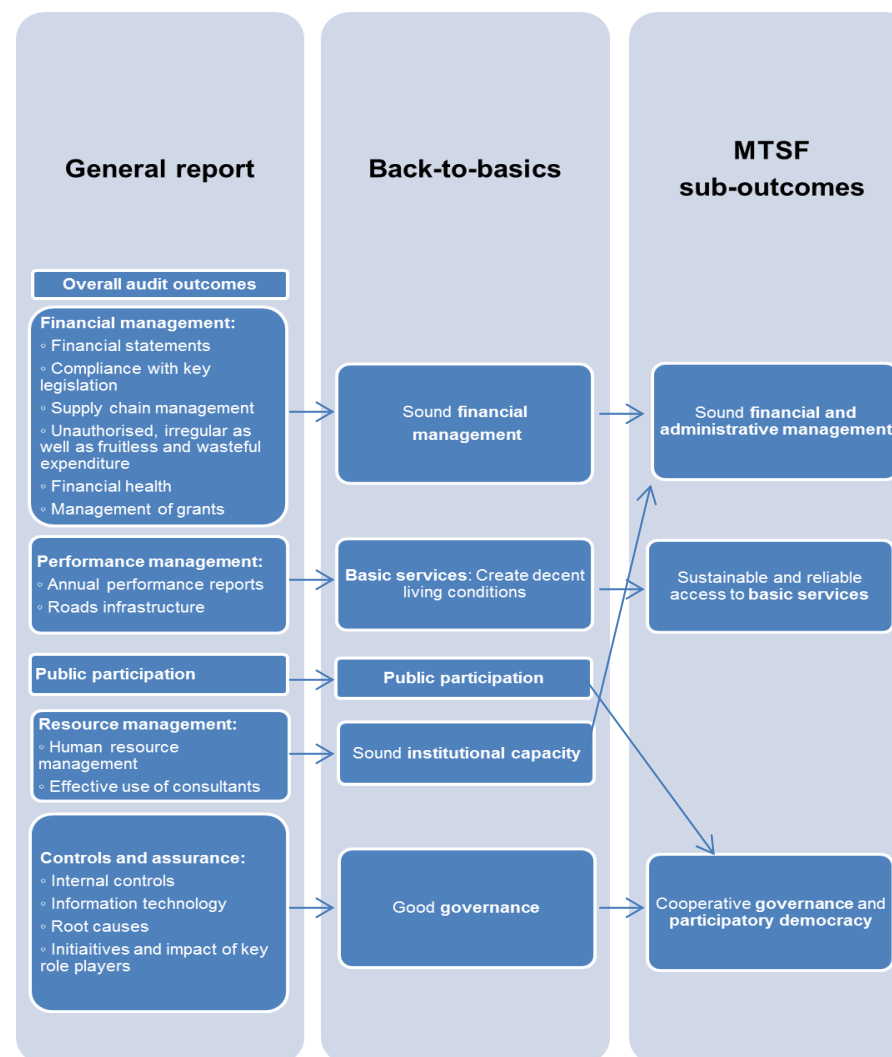 General report
Overall audit outcomes
Financial management:
◦ Financial statements
◦ Compliance with key
legislation
◦ Supply chain management
◦ Unauthorised, irregular as
well as fruitless and wasteful
expenditure
◦ Financial health
◦ Management of grants
Performance management:
◦ Annual performance reports
◦ Roads infrastructure
Public participation
Resource management:
◦ Human resource
management
◦ Effective use of consultants
Controls and assurance:
◦ Internal controls
◦ Information technology
◦ Root causes
◦ Initiaitives and impact of key
role players
Back-to-basics
Sound financial
management
Basic services: Create decent
living conditions
Public participation
Sound institutional capacity
Good governance
MTSF
sub-outcomes
Sound financial and
administrative management
Sustainable and reliable
access to basic services
Cooperative governance and
participatory democracy